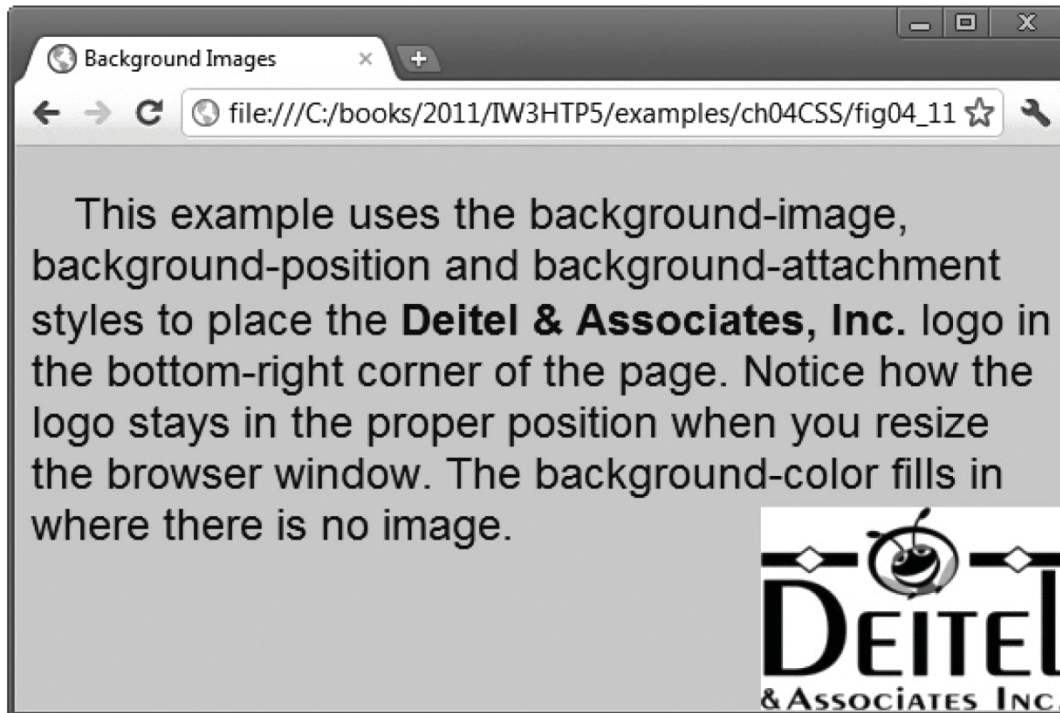 Background Images
file:///C:/books/2011/IW3HTP5/examples/ch04CSS/fig04_11
This example uses the background-image,
background-position and background-attachment
styles to place the Deitel & Associates, Inc. logo in
the bottom-right corner of the page. Notice how the
logo stays in the proper position when you resize
the browser window. The background-color fills in
where there is no image.
DEITEL
& ASSOCIATES INC